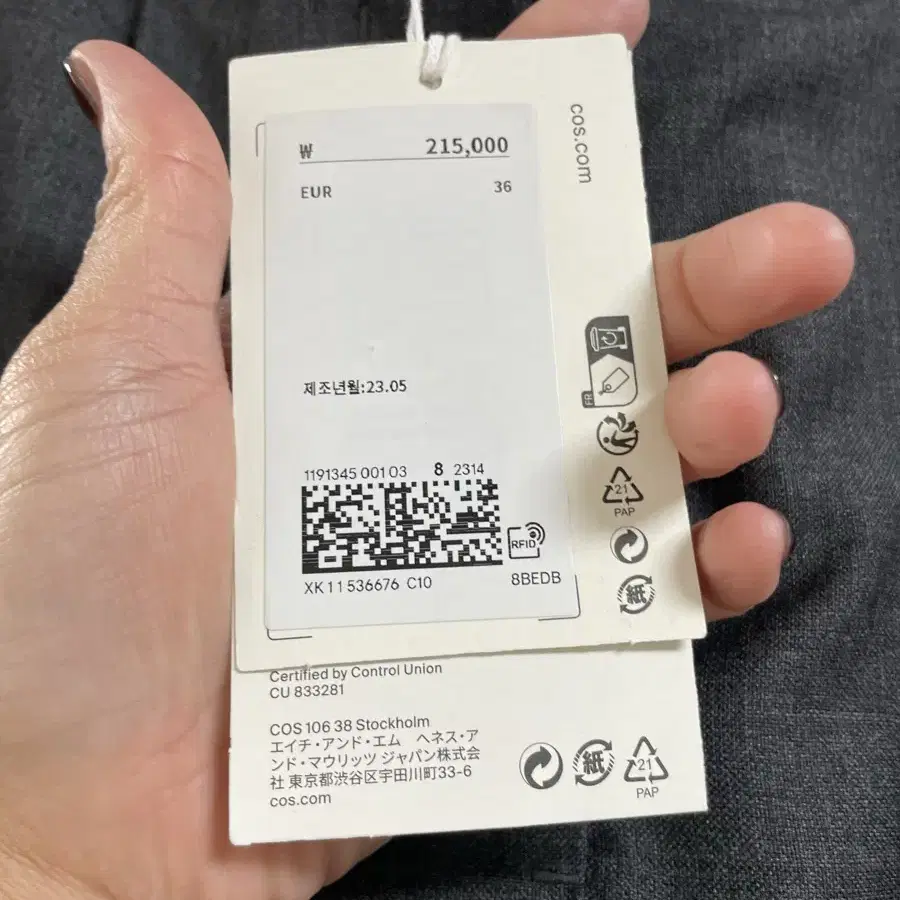 cos.com
₩ 215,000
EUR 36
제조년월:23.05
1191345 001 03 8 2314
RFID
XK 11 536676 C10 8BEDB
FR
21
PAP
紙
Certified by Control Union
CU 833281
COS 106 38 Stockholm
エイチ・アンド・エム ヘネス・ア
ンド・マウリッツ ジャパン株式会
社 東京都渋谷区宇田川町33-6
cos.com
紙
21
PAP